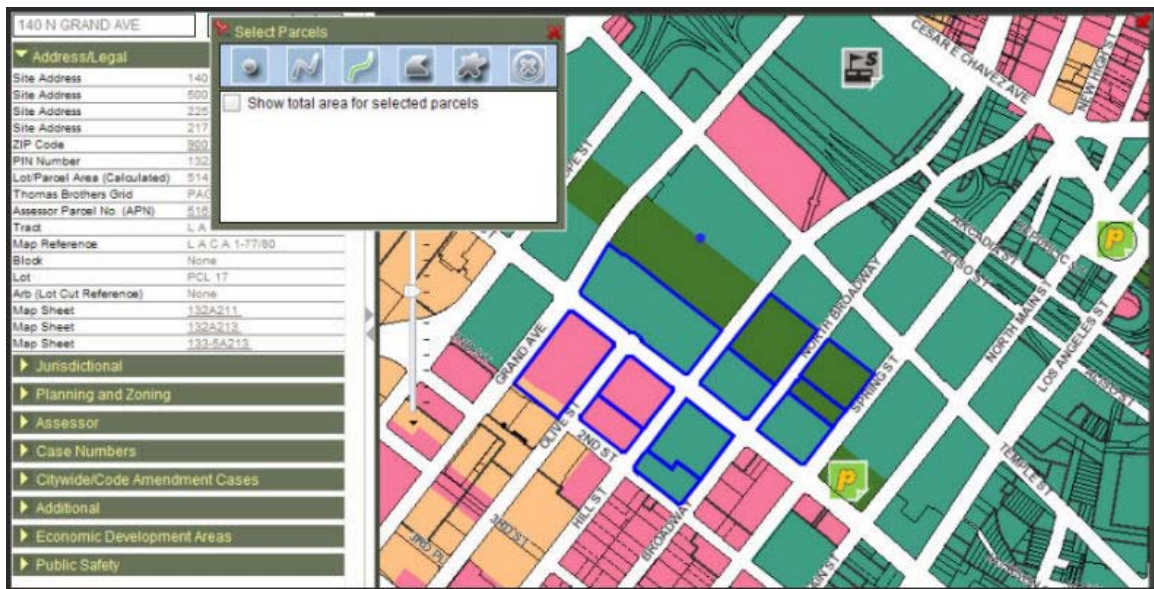 140 N GRAND AVE
Select Parcels
Show total area for selected parcels
Address/Legal
Site Address 140
Site Address 500
Site Address 225
Site Address 217
ZIP Code 900
PIN Number 132
Lot/Parcel Area (Calculated) 514
Thomas Brothers Grid PAG
Assessor Parcel No. (APN) 516
Tract L A
Map Reference L A C A 1-77/80
Block None
Lot PCL 17
Arb (Lot Cut Reference) None
Map Sheet 132A211
Map Sheet 132A213
Map Sheet 133-5A213
Jurisdictional
Planning and Zoning
Assessor
Case Numbers
Citywide/Code Amendment Cases
Additional
Economic Development Areas
Public Safety
CESAR E CHAVEZ AVE
NEW HIGH ST
S
ARCADIA ST
REPUBLIC ST
P
ALISO ST
NORTH BROADWAY
NORTH MAIN ST
LOS ANGELES ST
ALISO ST
GRAND AVE
SPRING ST
OLIVE ST
2ND ST
P
TEMPLE ST
HILL ST
BROADWAY
3RD ST
3RD PL